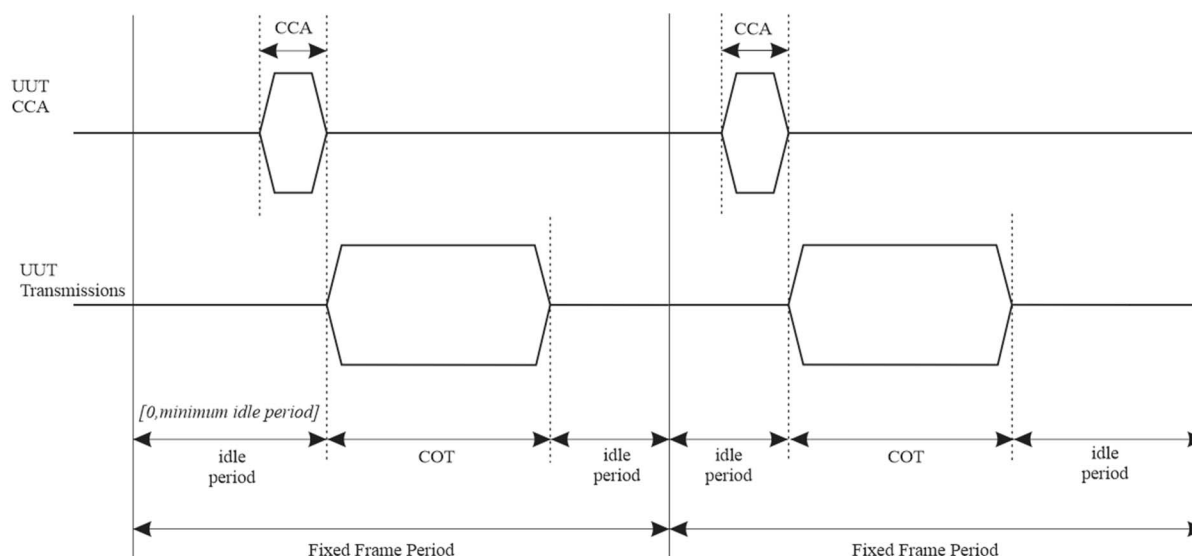 CCA
CCA
UUT
CCA
UUT
Transmissions
[0,minimum idle period]
idle
period
COT
idle
period
idle
period
COT
idle
period
Fixed Frame Period
Fixed Frame Period